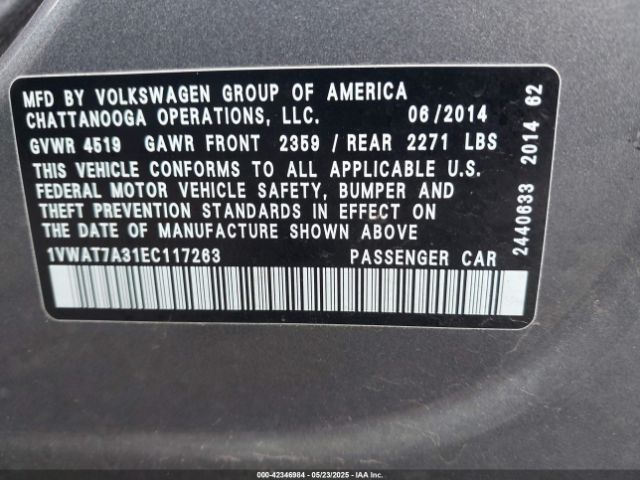 MFD BY VOLKSWAGEN GROUP OF AMERICA
CHATTANOOGA OPERATIONS, LLC. 06/2014
GVWR 4519 GAWR FRONT 2359 / REAR 2271 LBS
THIS VEHICLE CONFORMS TO ALL APPLICABLE U.S.
FEDERAL MOTOR VEHICLE SAFETY, BUMPER AND
THEFT PREVENTION STANDARDS IN EFFECT ON
THE DATE OF MANUFACTURE SHOWN ABOVE
1VWAT7A31EC117263 PASSENGER CAR
2440633 2014 62
000-42346984 - 05/23/2025 - IAA Inc.